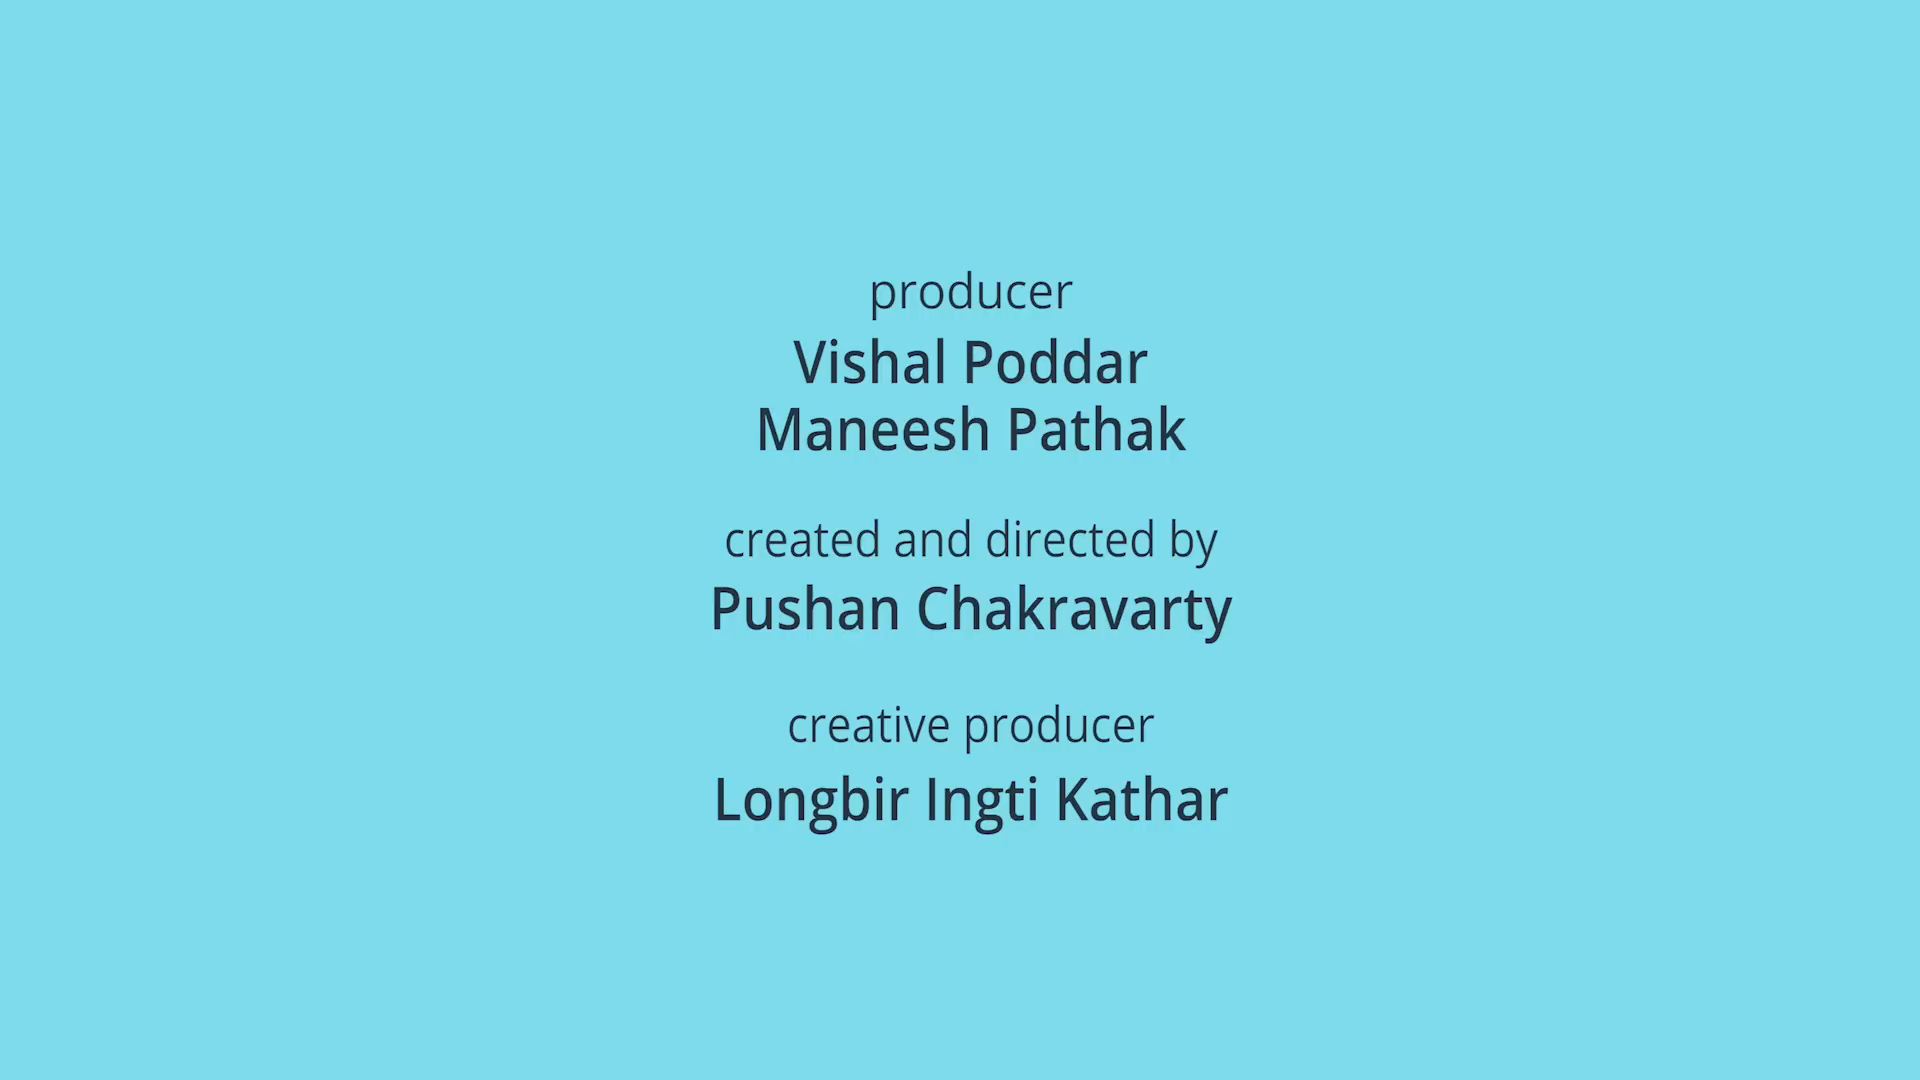 producer
Vishal Poddar
Maneesh Pathak
created and directed by
Pushan Chakravarty
creative producer
Longbir Ingti Kathar